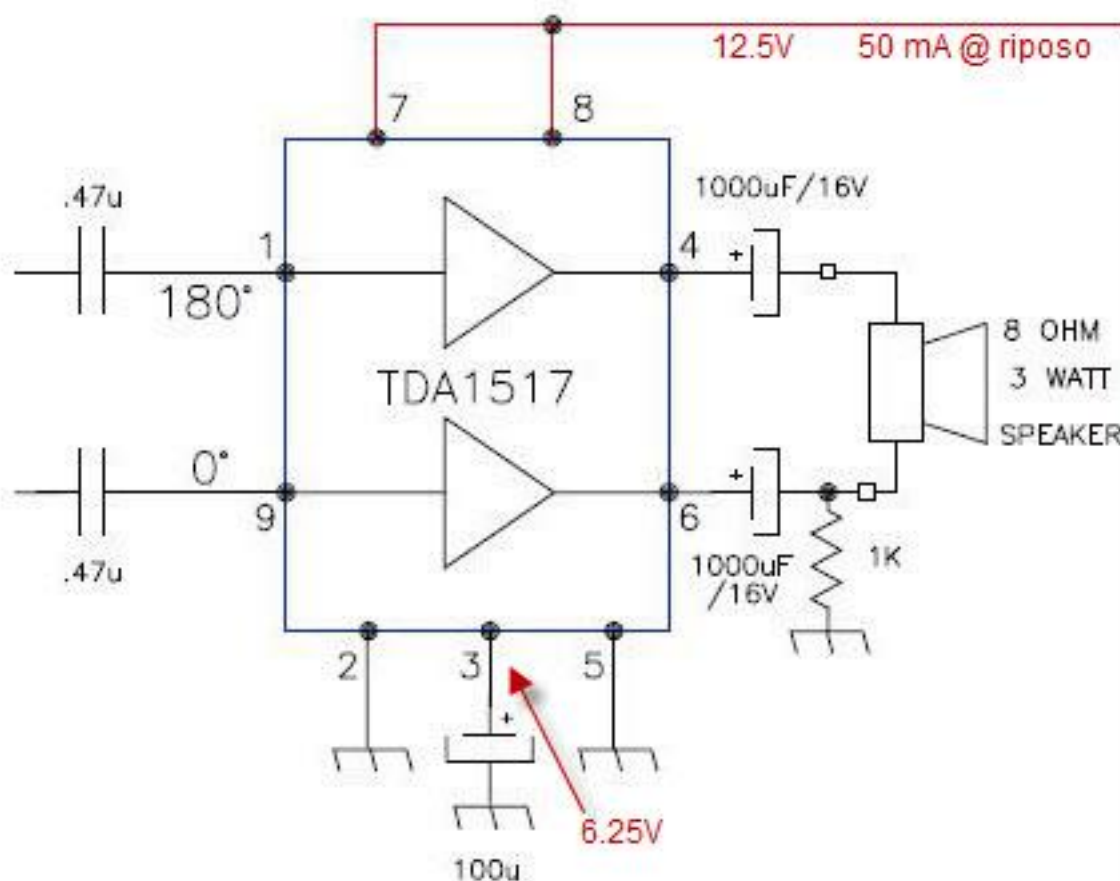 12.5V 50 mA @ riposo
7
8
.47u
1000uF/16V
1
4
+
180°
8 OHM
3 WATT
SPEAKER
TDA1517
0°
+
9
6
.47u
1000uF
/16V
1K
2
3
5
+
6.25V
100u